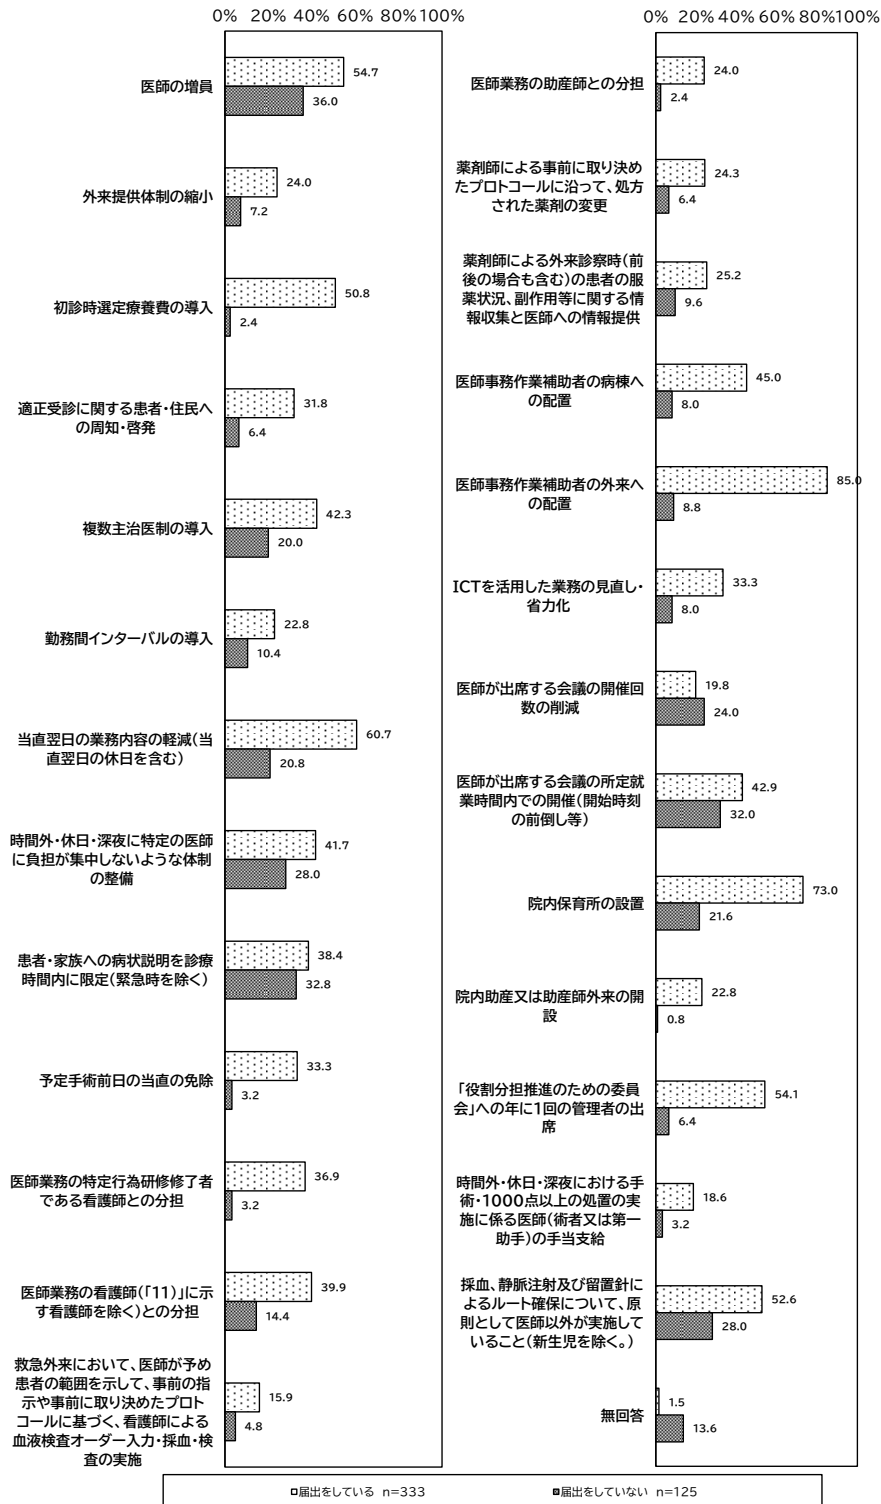 0% 20% 40% 60% 80% 100%
医師の増員
54.7
36.0
外来提供体制の縮小
24.0
7.2
初診時選定療養費の導入
50.8
2.4
適正受診に関する患者・住民へ
の周知・啓発
31.8
6.4
複数主治医制の導入
42.3
20.0
勤務間インターバルの導入
22.8
10.4
当直翌日の業務内容の軽減(当
直翌日の休日を含む)
60.7
20.8
時間外・休日・深夜に特定の医師
に負担が集中しないような体制
の整備
41.7
28.0
患者・家族への病状説明を診療
時間内に限定(緊急時を除く)
38.4
32.8
予定手術前日の当直の免除
33.3
3.2
医師業務の特定行為研修修了者
である看護師との分担
36.9
3.2
医師業務の看護師(「11)」に示
す看護師を除く)との分担
39.9
14.4
救急外来において、医師が予め
患者の範囲を示して、事前の指
示や事前に取り決めたプロト
コールに基づく、看護師による
血液検査オーダー入力・採血・検
査の実施
15.9
4.8
0% 20% 40% 60% 80% 100%
医師業務の助産師との分担
24.0
2.4
薬剤師による事前に取り決め
たプロトコールに沿って、処方
された薬剤の変更
24.3
6.4
薬剤師による外来診察時(前
後の場合も含む)の患者の服
薬状況、副作用等に関する情
報収集と医師への情報提供
25.2
9.6
医師事務作業補助者の病棟へ
の配置
45.0
8.0
医師事務作業補助者の外来へ
の配置
85.0
8.8
ICTを活用した業務の見直し・
省力化
33.3
8.0
医師が出席する会議の開催回
数の削減
19.8
24.0
医師が出席する会議の所定就
業時間内での開催(開始時刻
の前倒し等)
42.9
32.0
院内保育所の設置
73.0
21.6
院内助産又は助産師外来の開
設
22.8
0.8
「役割分担推進のための委員
会」への年に1回の管理者の出
席
54.1
6.4
時間外・休日・深夜における手
術・1000点以上の処置の実
施に係る医師(術者又は第一
助手)の手当支給
18.6
3.2
採血、静脈注射及び留置針に
よるルート確保について、原
則として医師以外が実施して
いること(新生児を除く。)
52.6
28.0
無回答
1.5
13.6
届出をしている n=333 届出をしていない n=125